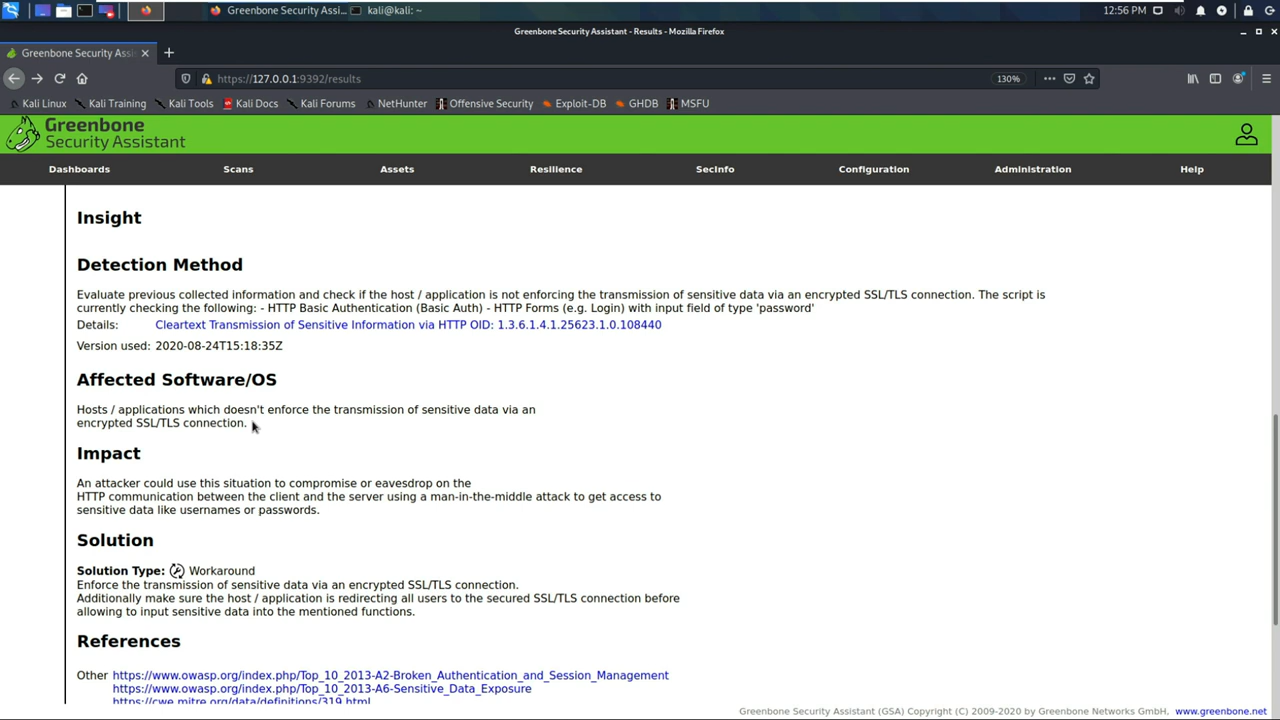 Greenbone Security Assi...
kali@kali: ~
12:56 PM
Greenbone Security Assistant - Results - Mozilla Firefox
Greenbone Security Assi
https://127.0.0.1:9392/results
130%
Kali Linux
Kali Training
Kali Tools
Kali Docs
Kali Forums
NetHunter
Offensive Security
Exploit-DB
GHDB
MSFU
Greenbone
Security Assistant
Dashboards
Scans
Assets
Resilience
SecInfo
Configuration
Administration
Help
Insight
Detection Method
Evaluate previous collected information and check if the host / application is not enforcing the transmission of sensitive data via an encrypted SSL/TLS connection. The script is
currently checking the following: - HTTP Basic Authentication (Basic Auth) - HTTP Forms (e.g. Login) with input field of type 'password'
Details: Cleartext Transmission of Sensitive Information via HTTP OID: 1.3.6.1.4.1.25623.1.0.108440
Version used: 2020-08-24T15:18:35Z
Affected Software/OS
Hosts / applications which doesn't enforce the transmission of sensitive data via an
encrypted SSL/TLS connection.
Impact
An attacker could use this situation to compromise or eavesdrop on the
HTTP communication between the client and the server using a man-in-the-middle attack to get access to
sensitive data like usernames or passwords.
Solution
Solution Type: Workaround
Enforce the transmission of sensitive data via an encrypted SSL/TLS connection.
Additionally make sure the host / application is redirecting all users to the secured SSL/TLS connection before
allowing to input sensitive data into the mentioned functions.
References
Other https://www.owasp.org/index.php/Top_10_2013-A2-Broken_Authentication_and_Session_Management
https://www.owasp.org/index.php/Top_10_2013-A6-Sensitive_Data_Exposure
https://cwe.mitre.org/data/definitions/319.html
Greenbone Security Assistant (GSA) Copyright (C) 2009-2020 by Greenbone Networks GmbH, www.greenbone.net